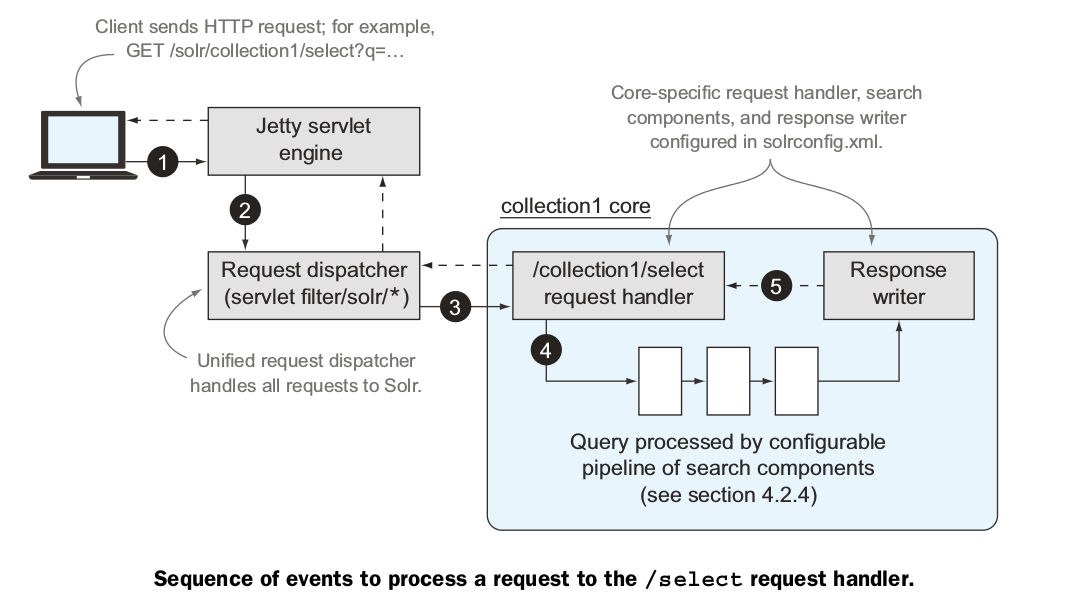 Client sends HTTP request; for example,
GET /solr/collection1/select?q=…
Core-specific request handler, search
components, and response writer
configured in solrconfig.xml.
Jetty servlet
engine
1
2
collection1 core
Request dispatcher
(servlet filter/solr/*)
3
/collection1/select
request handler
5
Response
writer
4
Unified request dispatcher
handles all requests to Solr.
Query processed by configurable
pipeline of search components
(see section 4.2.4)
Sequence of events to process a request to the /select request handler.